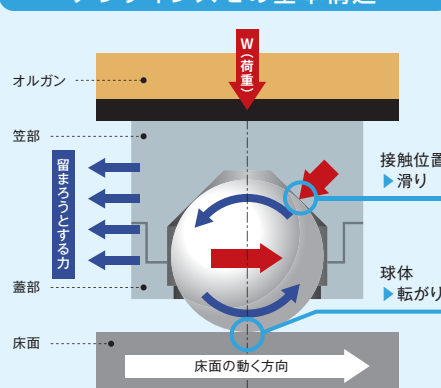 W(荷重)
オルガン
笠部
接触位置
▶滑り
留まろうとする力
球体
▶転がり
蓋部
床面
床面の動く方向